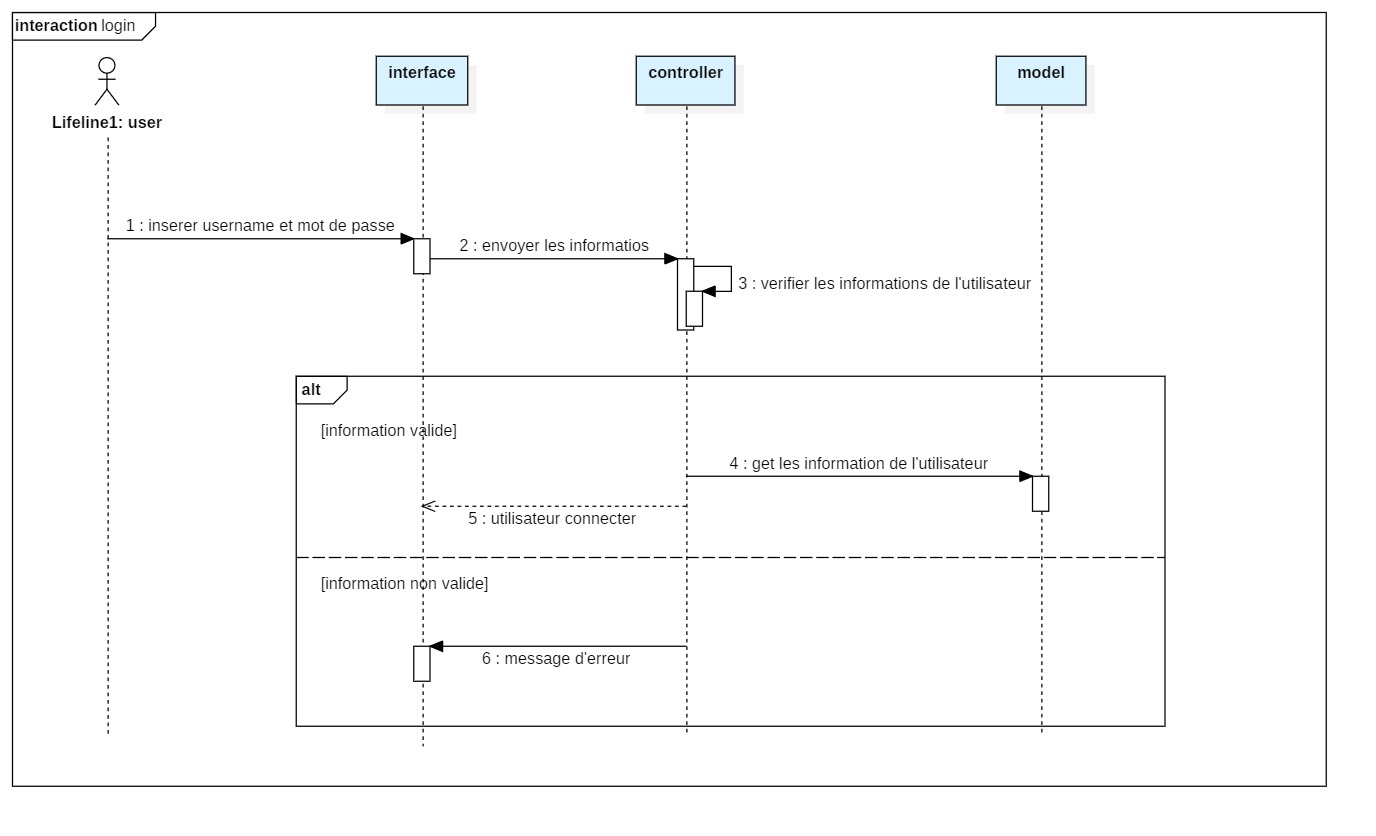 interaction login
interface
controller
model
Lifeline1: user
1 : inserer username et mot de passe
2 : envoyer les informatios
3 : verifier les informations de l'utilisateur
alt
[information valide]
4 : get les information de l'utilisateur
5 : utilisateur connecter
[information non valide]
6 : message d'erreur